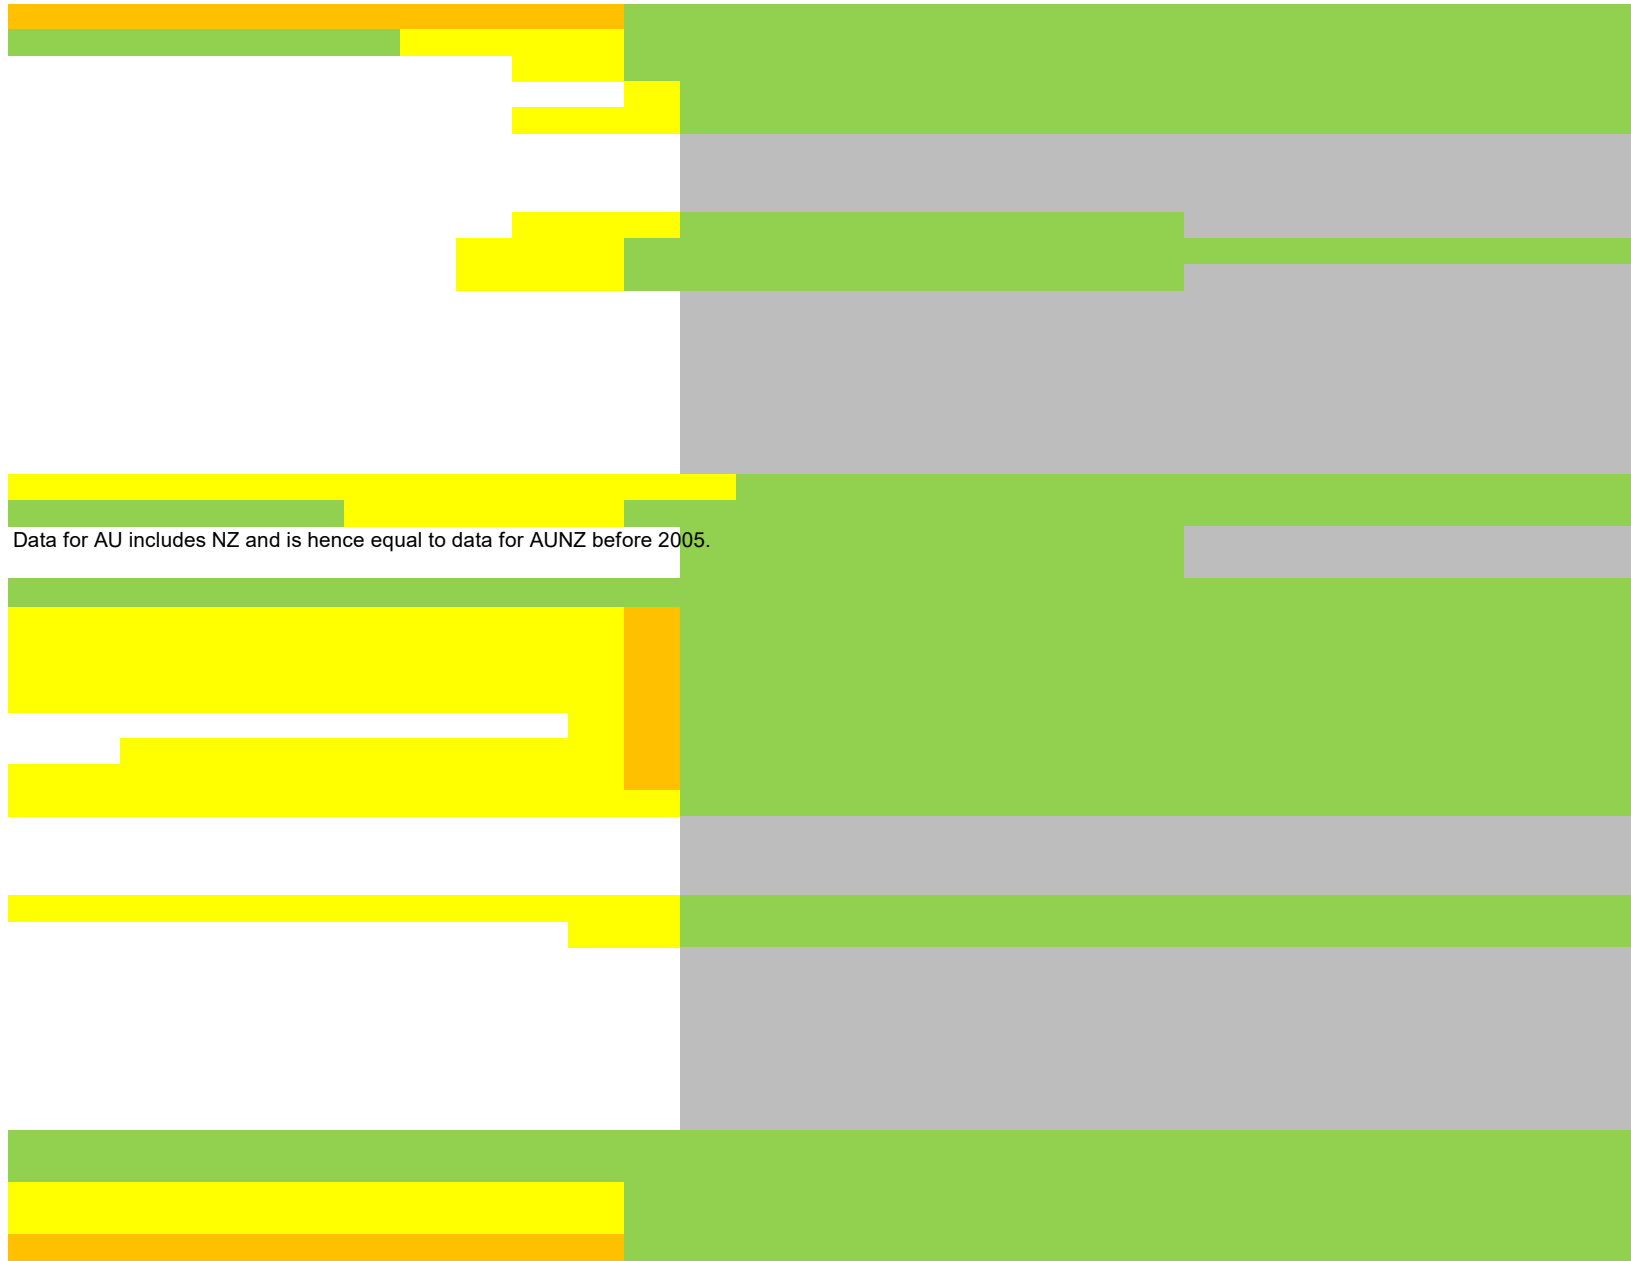 Data for AU includes NZ and is hence equal to data for AUNZ before 2005.